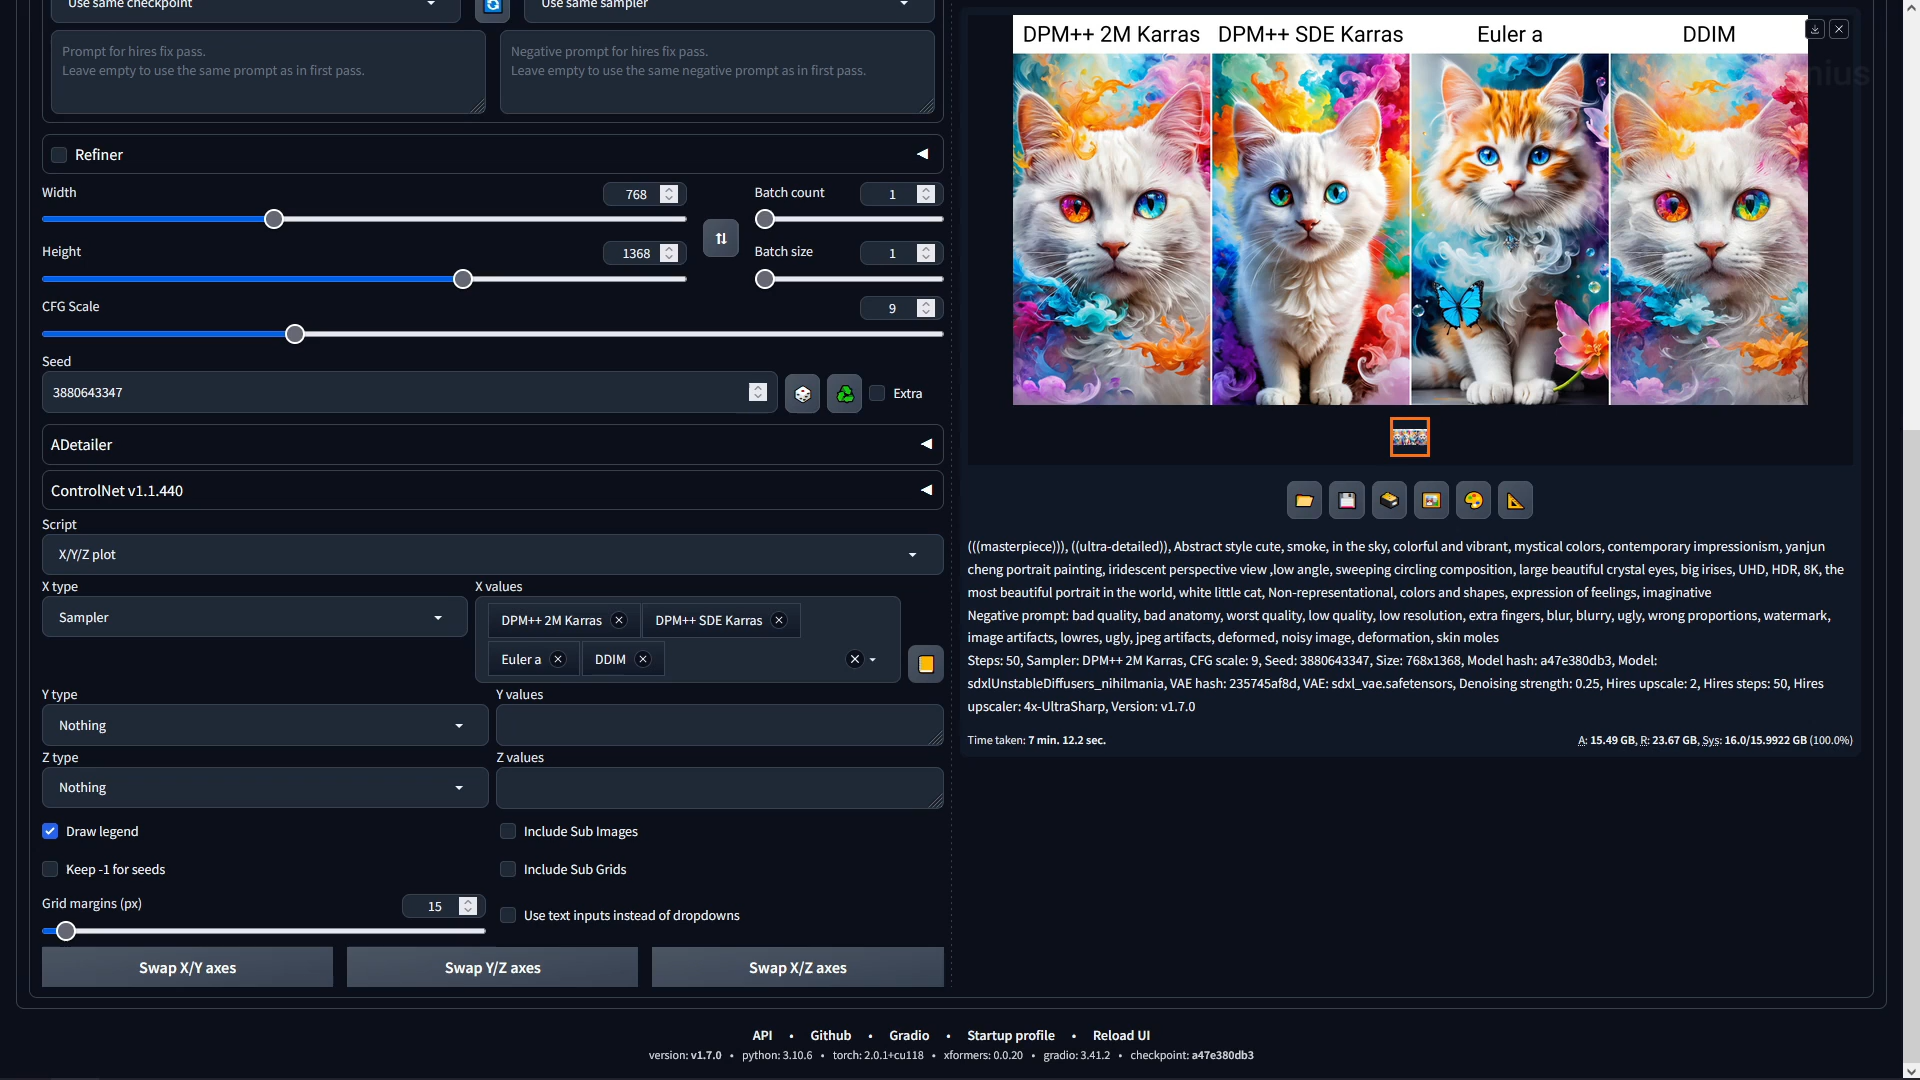 Use same checkpoint
Use same sampler
Prompt for hires fix pass.
Leave empty to use the same prompt as in first pass.
Negative prompt for hires fix pass.
Leave empty to use the same negative prompt as in first pass.
Refiner
Width
768
Batch count
1
Height
1368
Batch size
1
CFG Scale
9
Seed
3880643347
Extra
ADetailer
ControlNet v1.1.440
Script
X/Y/Z plot
X type
X values
Sampler
DPM++ 2M Karras
DPM++ SDE Karras
Euler a
DDIM
Y type
Y values
Nothing
Z type
Z values
Nothing
Draw legend
Include Sub Images
Keep -1 for seeds
Include Sub Grids
Grid margins (px)
15
Use text inputs instead of dropdowns
Swap X/Y axes
Swap Y/Z axes
Swap X/Z axes
DPM++ 2M Karras DPM++ SDE Karras Euler a DDIM
(((masterpiece))), ((ultra-detailed)), Abstract style cute, smoke, in the sky, colorful and vibrant, mystical colors, contemporary impressionism, yanjun
cheng portrait painting, iridescent perspective view ,low angle, sweeping circling composition, large beautiful crystal eyes, big irises, UHD, HDR, 8K, the
most beautiful portrait in the world, white little cat, Non-representational, colors and shapes, expression of feelings, imaginative
Negative prompt: bad quality, bad anatomy, worst quality, low quality, low resolution, extra fingers, blur, blurry, ugly, wrong proportions, watermark,
image artifacts, lowres, ugly, jpeg artifacts, deformed, noisy image, deformation, skin moles
Steps: 50, Sampler: DPM++ 2M Karras, CFG scale: 9, Seed: 3880643347, Size: 768x1368, Model hash: a47e380db3, Model:
sdxlUnstableDiffusers_nihilmania, VAE hash: 235745af8d, VAE: sdxl_vae.safetensors, Denoising strength: 0.25, Hires upscale: 2, Hires steps: 50, Hires
upscaler: 4x-UltraSharp, Version: v1.7.0
Time taken: 7 min. 12.2 sec.
A: 15.49 GB, R: 23.67 GB, Sys: 16.0/15.9922 GB (100.0%)
API • Github • Gradio • Startup profile • Reload UI
version: v1.7.0 • python: 3.10.6 • torch: 2.0.1+cu118 • xformers: 0.0.20 • gradio: 3.41.2 • checkpoint: a47e380db3